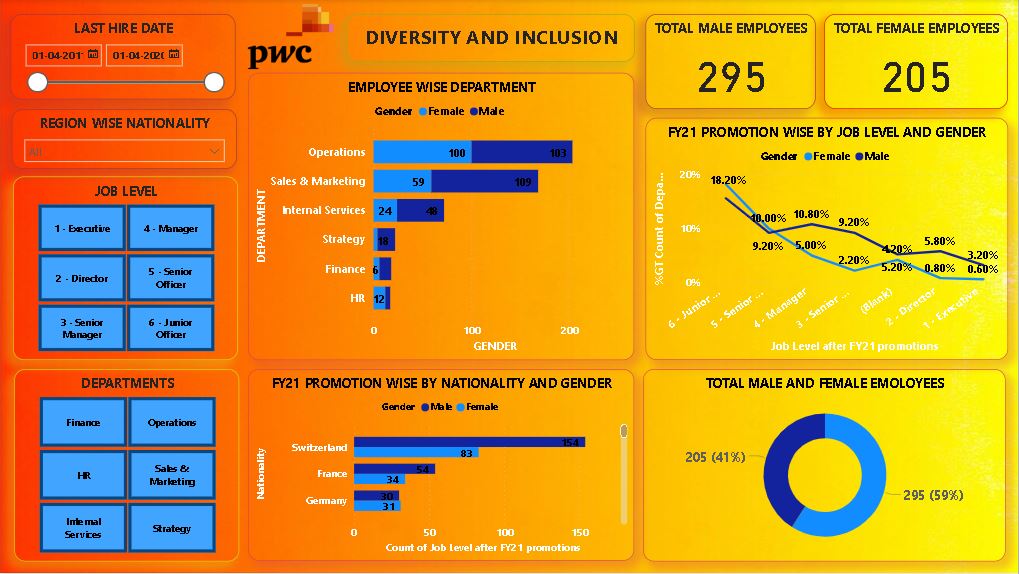 LAST HIRE DATE
01-04-201
01-04-202
REGION WISE NATIONALITY
All
JOB LEVEL
1 - Executive
4 - Manager
2 - Director
5 - Senior
Officer
3 - Senior
Manager
6 - Junior
Officer
DEPARTMENTS
Finance
Operations
HR
Sales &
Marketing
Internal
Services
Strategy
pwc
DIVERSITY AND INCLUSION
TOTAL MALE EMPLOYEES
295
TOTAL FEMALE EMPLOYEES
205
EMPLOYEE WISE DEPARTMENT
Gender Female Male
DEPARTMENT
Operations 100 103
Sales & Marketing 59 109
Internal Services 24 48
Strategy 18
Finance 6
HR 12
0 100 200
GENDER
FY21 PROMOTION WISE BY JOB LEVEL AND GENDER
Gender Female Male
%GT Count of Depa...
20%
10%
0%
18.20%
10.00% 10.80% 9.20% 4.20% 5.80% 3.20%
9.20% 5.00% 2.20% 5.20% 0.80% 0.60%
6 - Junior ...
5 - Senior ...
4 - Manager
3 - Senior ...
(Blank)
2 - Director
1 - Executive
Job Level after FY21 promotions
FY21 PROMOTION WISE BY NATIONALITY AND GENDER
Gender Male Female
Nationality
Switzerland 154
83
France 54
34
Germany 30
31
0 50 100 150
Count of Job Level after FY21 promotions
TOTAL MALE AND FEMALE EMOLOYEES
205 (41%)
295 (59%)